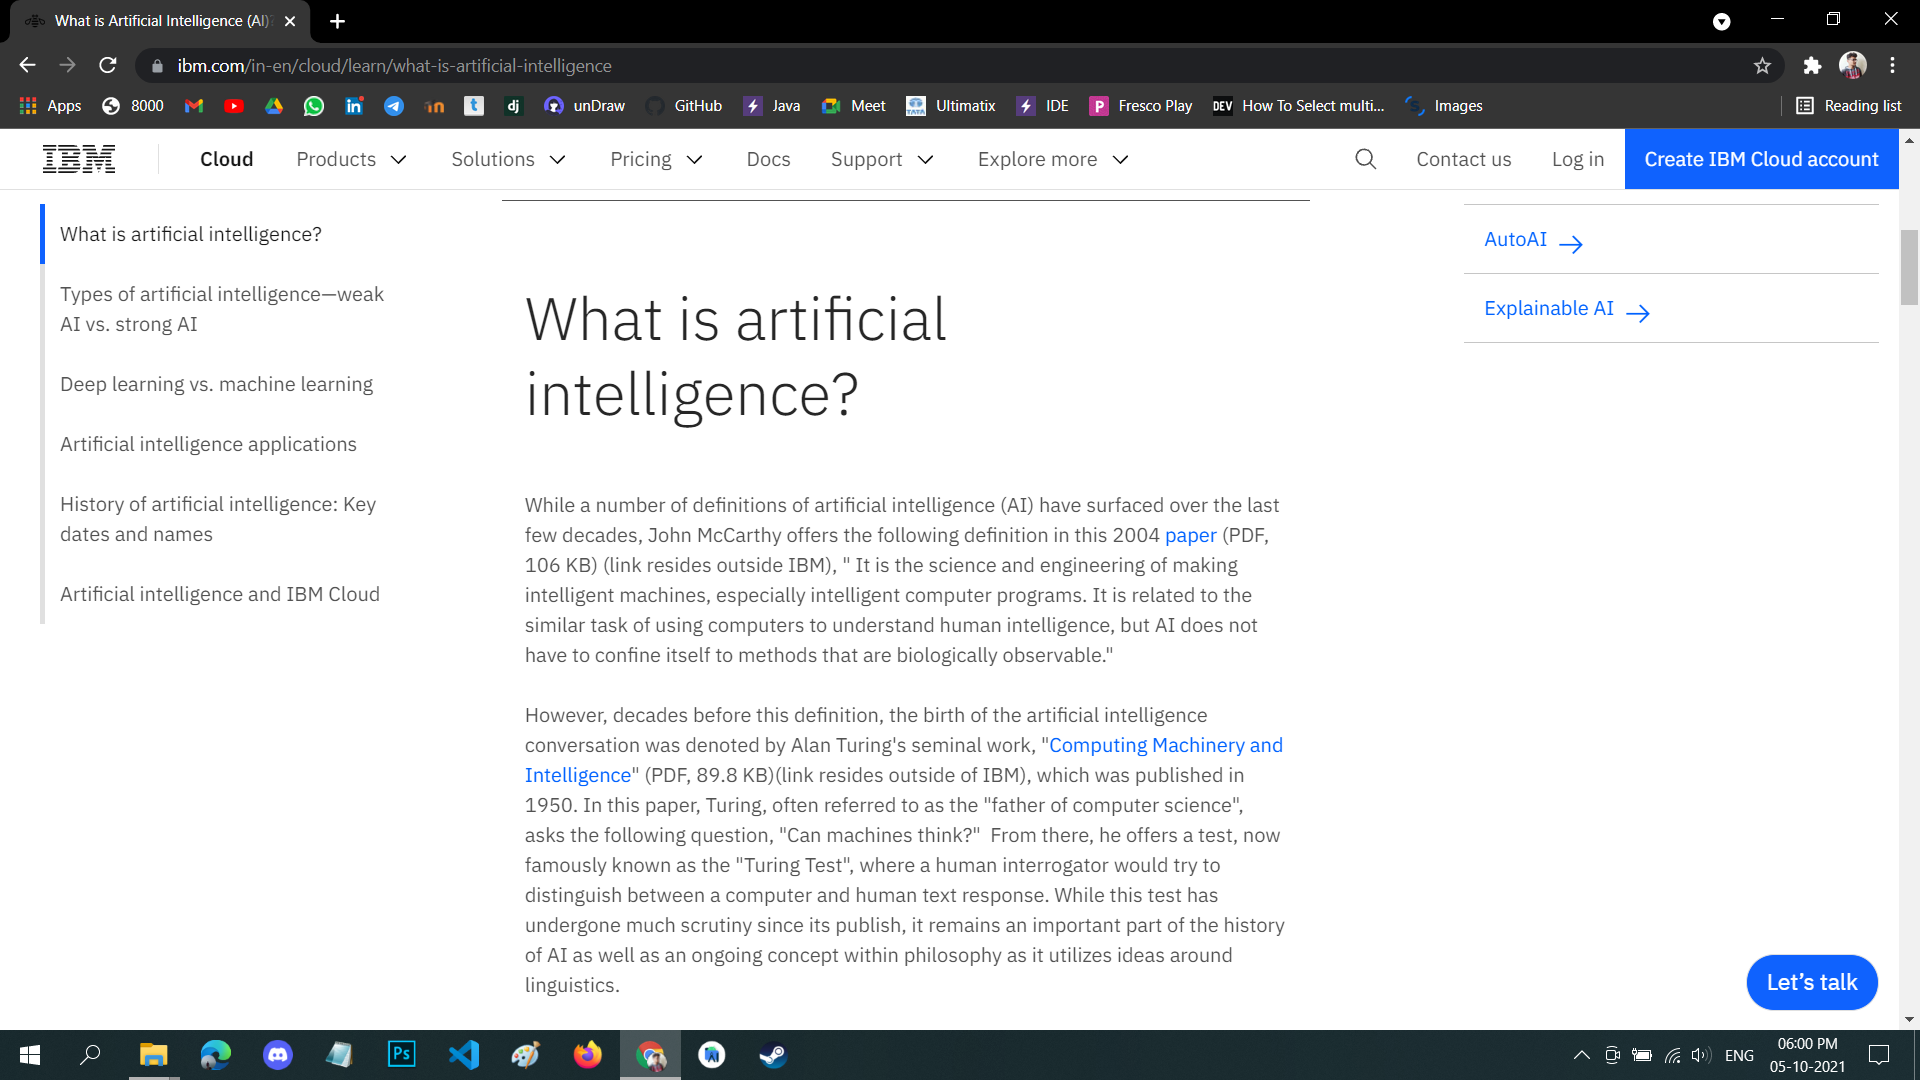 What is Artificial Intelligence (AI)?
ibm.com/in-en/cloud/learn/what-is-artificial-intelligence
Apps 8000 unDraw GitHub Java Meet Ultimatix IDE Fresco Play DEV How To Select multi... Images Reading list
IBM Cloud Products Solutions Pricing Docs Support Explore more Contact us Log in Create IBM Cloud account
What is artificial intelligence?
Types of artificial intelligence—weak
AI vs. strong AI
Deep learning vs. machine learning
Artificial intelligence applications
History of artificial intelligence: Key
dates and names
Artificial intelligence and IBM Cloud
What is artificial
intelligence?
While a number of definitions of artificial intelligence (AI) have surfaced over the last
few decades, John McCarthy offers the following definition in this 2004 paper (PDF,
106 KB) (link resides outside IBM), " It is the science and engineering of making
intelligent machines, especially intelligent computer programs. It is related to the
similar task of using computers to understand human intelligence, but AI does not
have to confine itself to methods that are biologically observable."
However, decades before this definition, the birth of the artificial intelligence
conversation was denoted by Alan Turing's seminal work, "Computing Machinery and
Intelligence" (PDF, 89.8 KB)(link resides outside of IBM), which was published in
1950. In this paper, Turing, often referred to as the "father of computer science",
asks the following question, "Can machines think?"  From there, he offers a test, now
famously known as the "Turing Test", where a human interrogator would try to
distinguish between a computer and human text response. While this test has
undergone much scrutiny since its publish, it remains an important part of the history
of AI as well as an ongoing concept within philosophy as it utilizes ideas around
linguistics.
AutoAI
Explainable AI
Let's talk
ENG
06:00 PM
05-10-2021